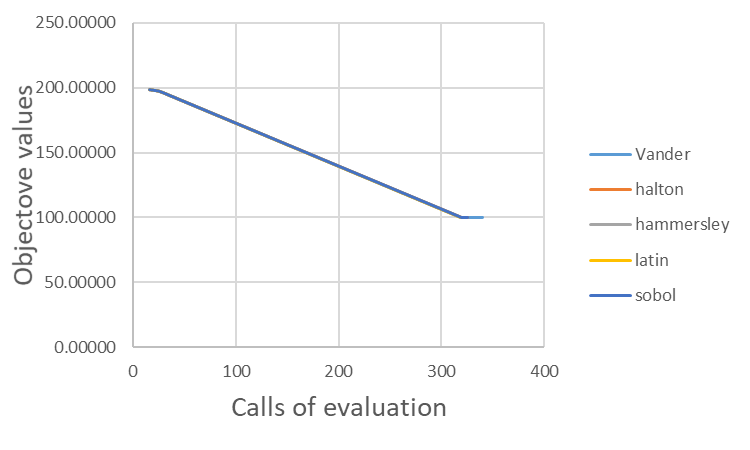 250.00000
200.00000
150.00000
100.00000
50.00000
0.00000
Objectove values
0 100 200 300 400
Calls of evaluation
Vander
halton
hammersley
latin
sobol